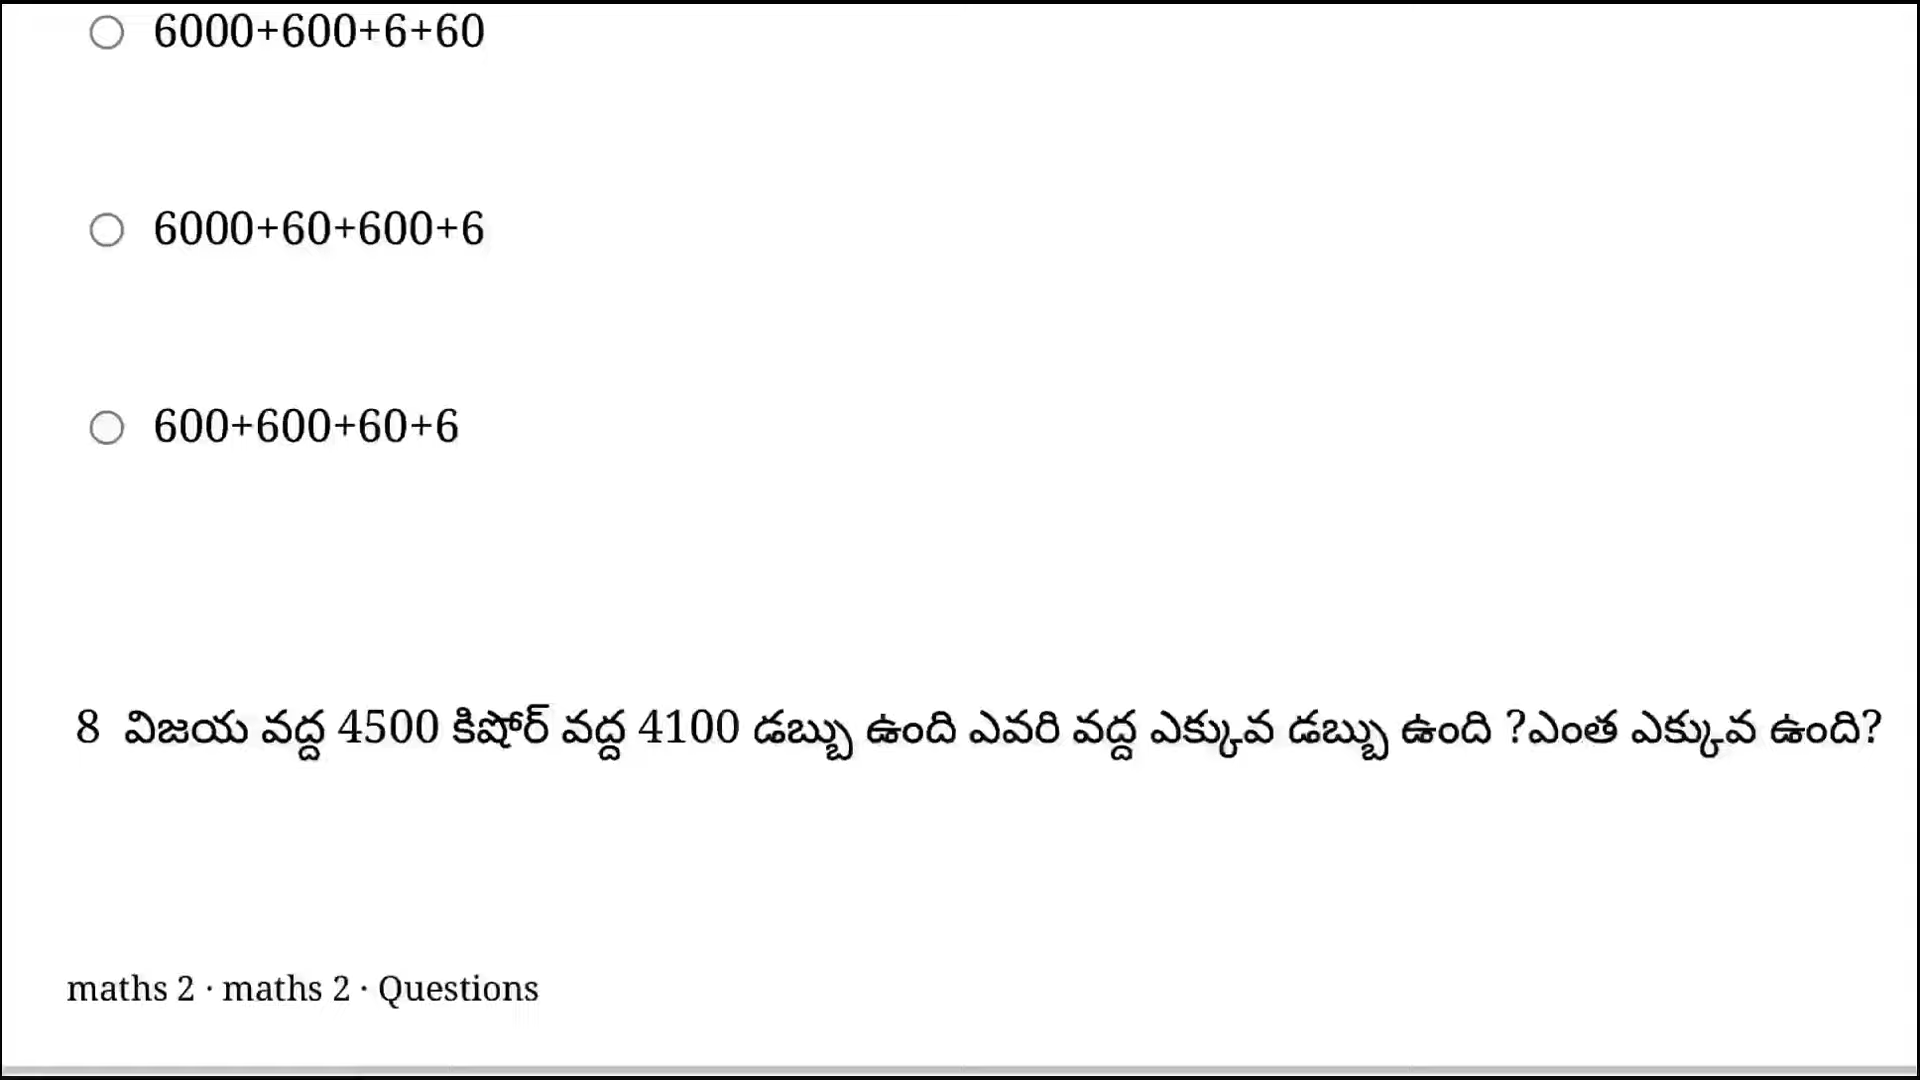 6000+600+6+60
6000+60+600+6
600+600+60+6
8 విజయ వద్ద 4500 కిషోర్ వద్ద 4100 డబ్బు ఉంది ఎవరి వద్ద ఎక్కువ డబ్బు ఉంది ?ఎంత ఎక్కువ ఉంది?
maths 2 · maths 2 · Questions